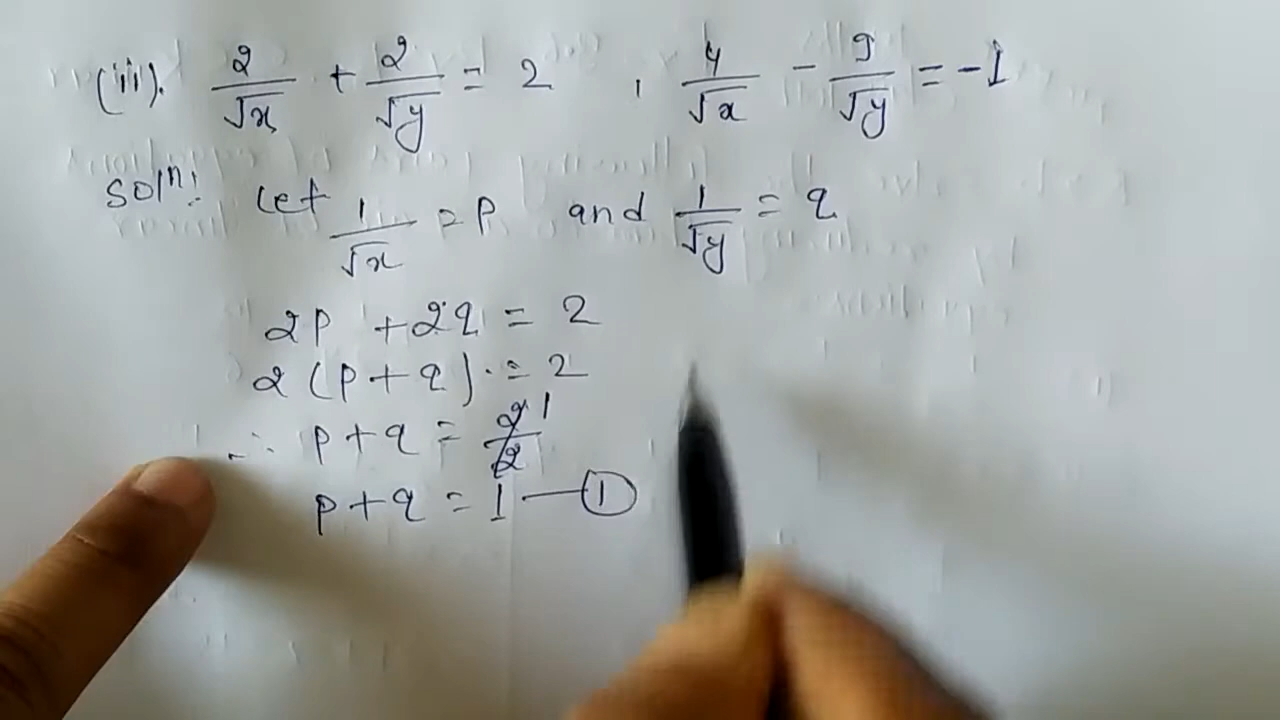 (iii). 2/√x + 2/√y = 2 , 4/√x - 9/√y = -1
Solⁿ: Let 1/√x = p and 1/√y = q
2p + 2q = 2
2(p + q) = 2
∴ p + q = 2/2 1
p + q = 1 — ①